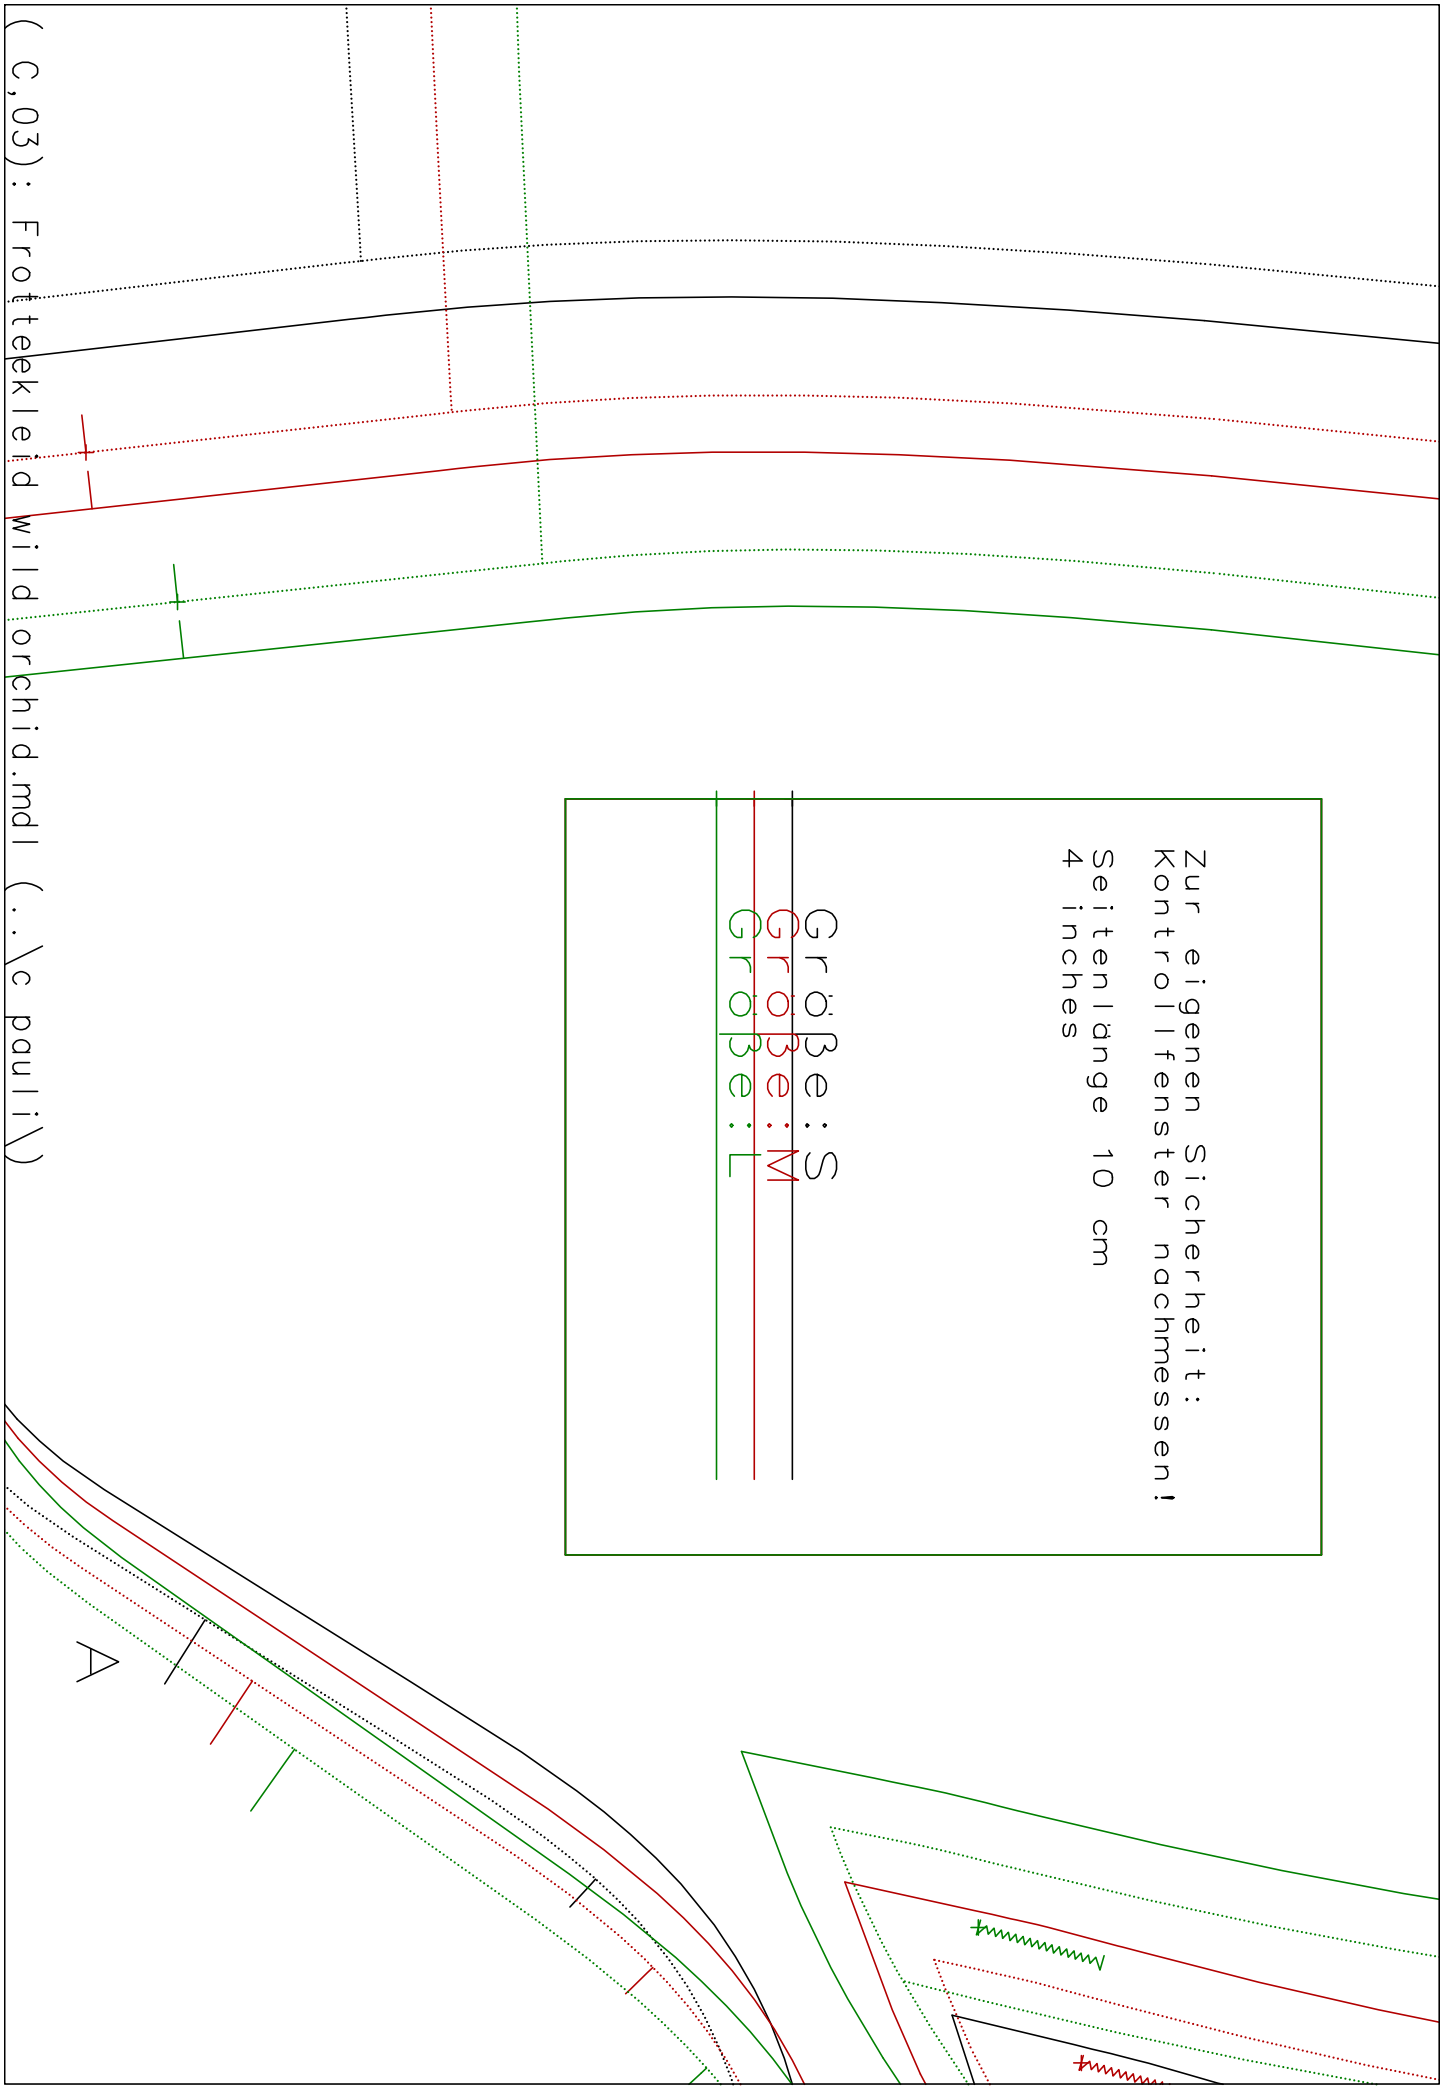 Zur eigenen Sicherheit:
Kontrollfenster nachmessen!
Seitenlänge 10 cm
4 inches
Größe: S
Größe: M
Größe: L
A
( C,03): Frotteekleid wild orchid.mdl (..\c pauli\)